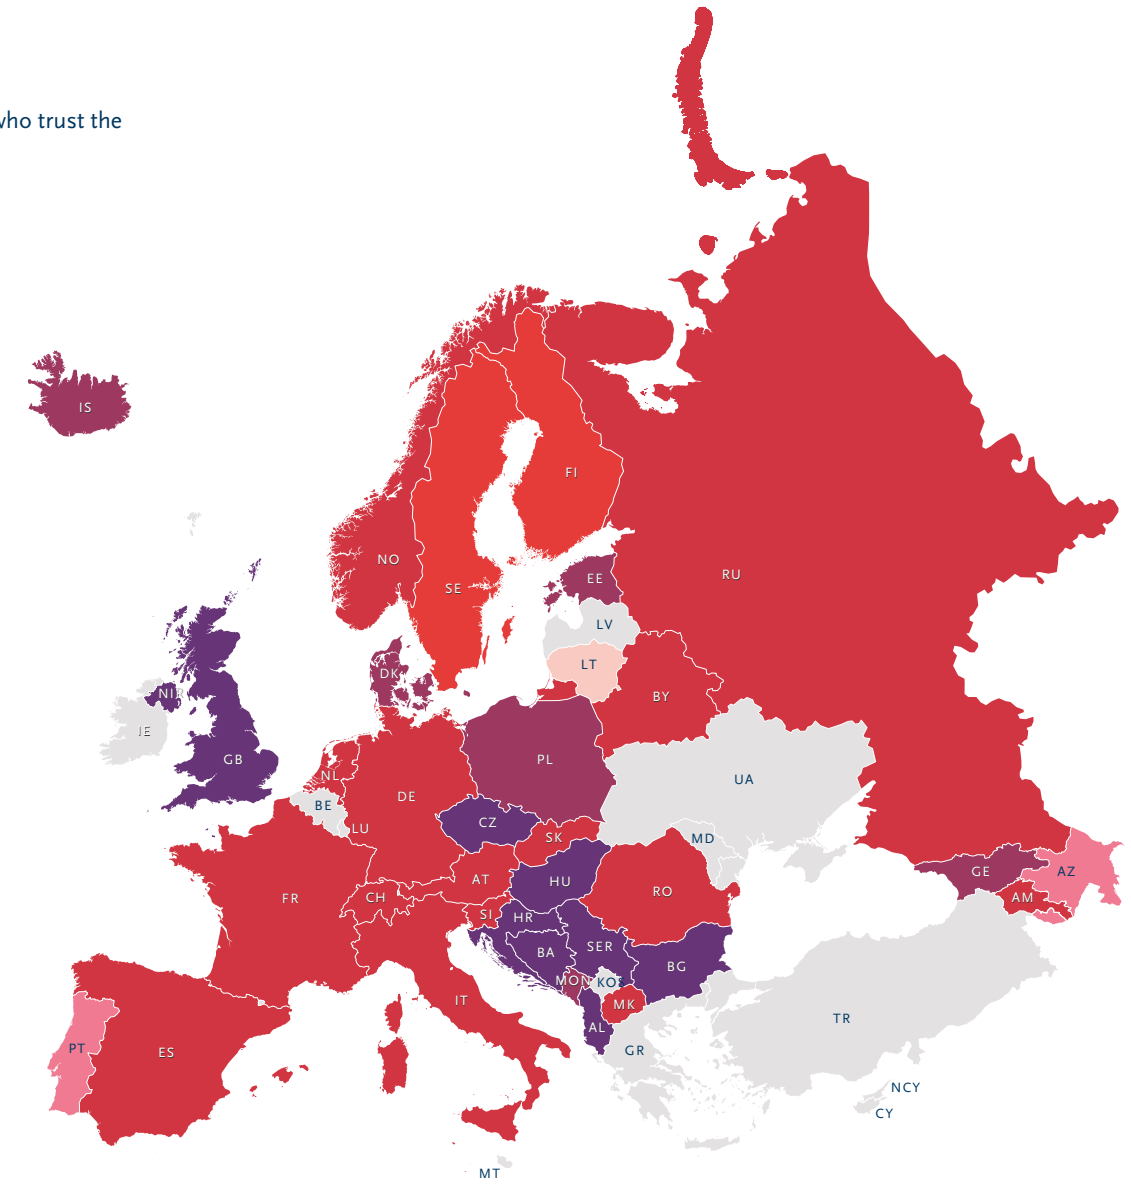 who trust the
IS
FI
NO
RU
SE
EE
LV
LT
DK
BY
NIR
IE
GB
PL
NL
UA
DE
BE
CZ
LU
SK
MD
GE
AZ
AT
HU
RO
FR
CH
AM
SI
HR
SER
BA
BG
MON
KOS
IT
MK
TR
AL
PT
ES
GR
NCY
CY
MT